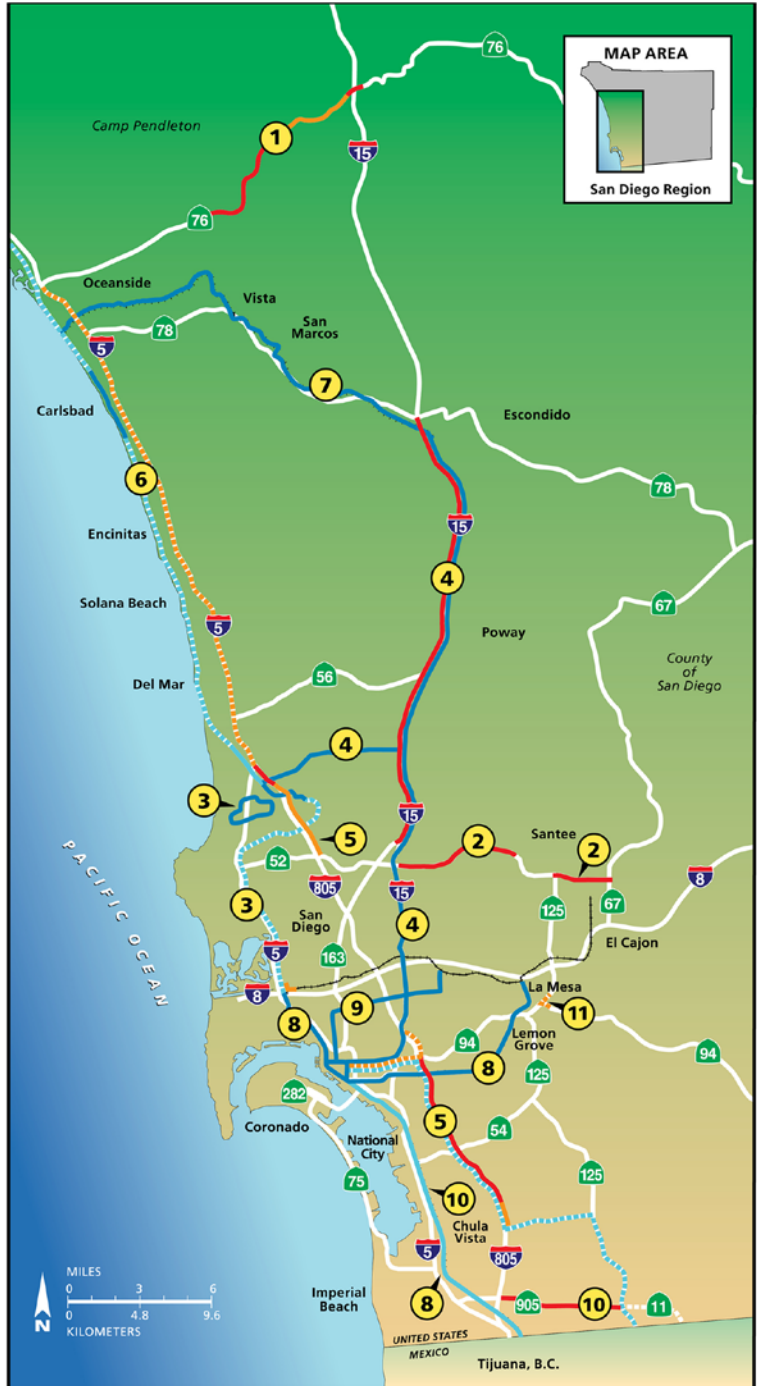 76
MAP AREA
San Diego Region
Camp Pendleton
1
15
76
Oceanside
Vista
San
Marcos
78
5
7
Carlsbad
Escondido
6
78
15
Encinitas
4
Solana Beach
67
5
Poway
County
of
San Diego
56
Del Mar
4
3
15
5
2
Santee
2
52
805
15
8
3
125
67
PACIFIC OCEAN
San
Diego
4
El Cajon
5
163
8
La Mesa
9
11
8
Lemon
Grove
94
8
94
125
282
5
Coronado
National
City
54
75
125
10
Chula
Vista
5
805
MILES
0 3 6
0 4.8 9.6
KILOMETERS
N
Imperial
Beach
8
905
10
11
UNITED STATES
MEXICO
Tijuana, B.C.